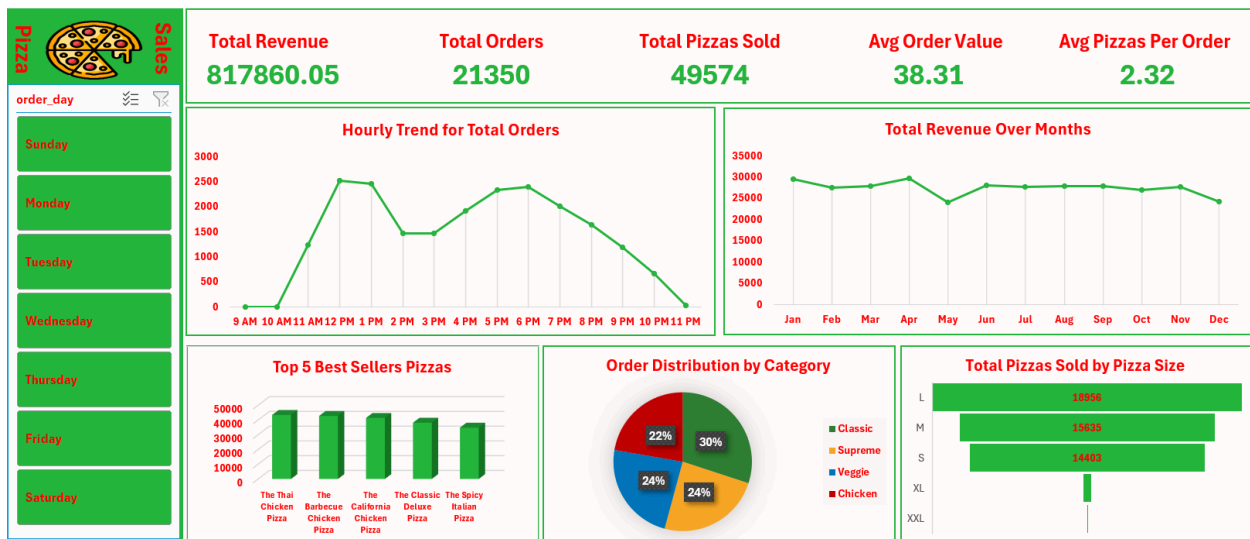 Pizza
Sales
order_day
Sunday
Monday
Tuesday
Wednesday
Thursday
Friday
Saturday
Total Revenue
817860.05
Total Orders
21350
Total Pizzas Sold
49574
Avg Order Value
38.31
Avg Pizzas Per Order
2.32
Hourly Trend for Total Orders
3000
2500
2000
1500
1000
500
0
9 AM 10 AM 11 AM 12 PM 1 PM 2 PM 3 PM 4 PM 5 PM 6 PM 7 PM 8 PM 9 PM 10 PM 11 PM
Total Revenue Over Months
35000
30000
25000
20000
15000
10000
5000
0
Jan Feb Mar Apr May Jun Jul Aug Sep Oct Nov Dec
Top 5 Best Sellers Pizzas
50000
40000
30000
20000
10000
0
The Thai
Chicken
Pizza
The
Barbecue
Chicken
Pizza
The
California
Chicken
Pizza
The Classic
Deluxe
Pizza
The Spicy
Italian
Pizza
Order Distribution by Category
22%
30%
24%
24%
Classic
Supreme
Veggie
Chicken
Total Pizzas Sold by Pizza Size
L 18956
M 15635
S 14403
XL
XXL